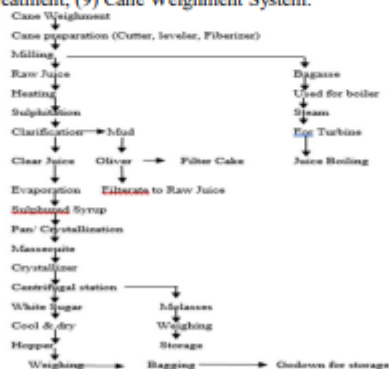 eatment, (9) Cane Weighment System.
Cane Weighment
Cane preparation (Cutter, leveler, Fiberizer)
Milling
Raw Juice Bagasse
Heating Used for boiler
Sulphitation Steam
Clarification Mud For Turbine
Clear Juice Oliver Filter Cake Juice Boiling
Evaporation Filterate to Raw Juice
Sulphured Syrup
Pan/ Crystallization
Massecuite
Crystallizer
Centrifugal station
White Sugar Molasses
Cool & dry Weighing
Hopper Storage
Weighing Bagging Godown for storage